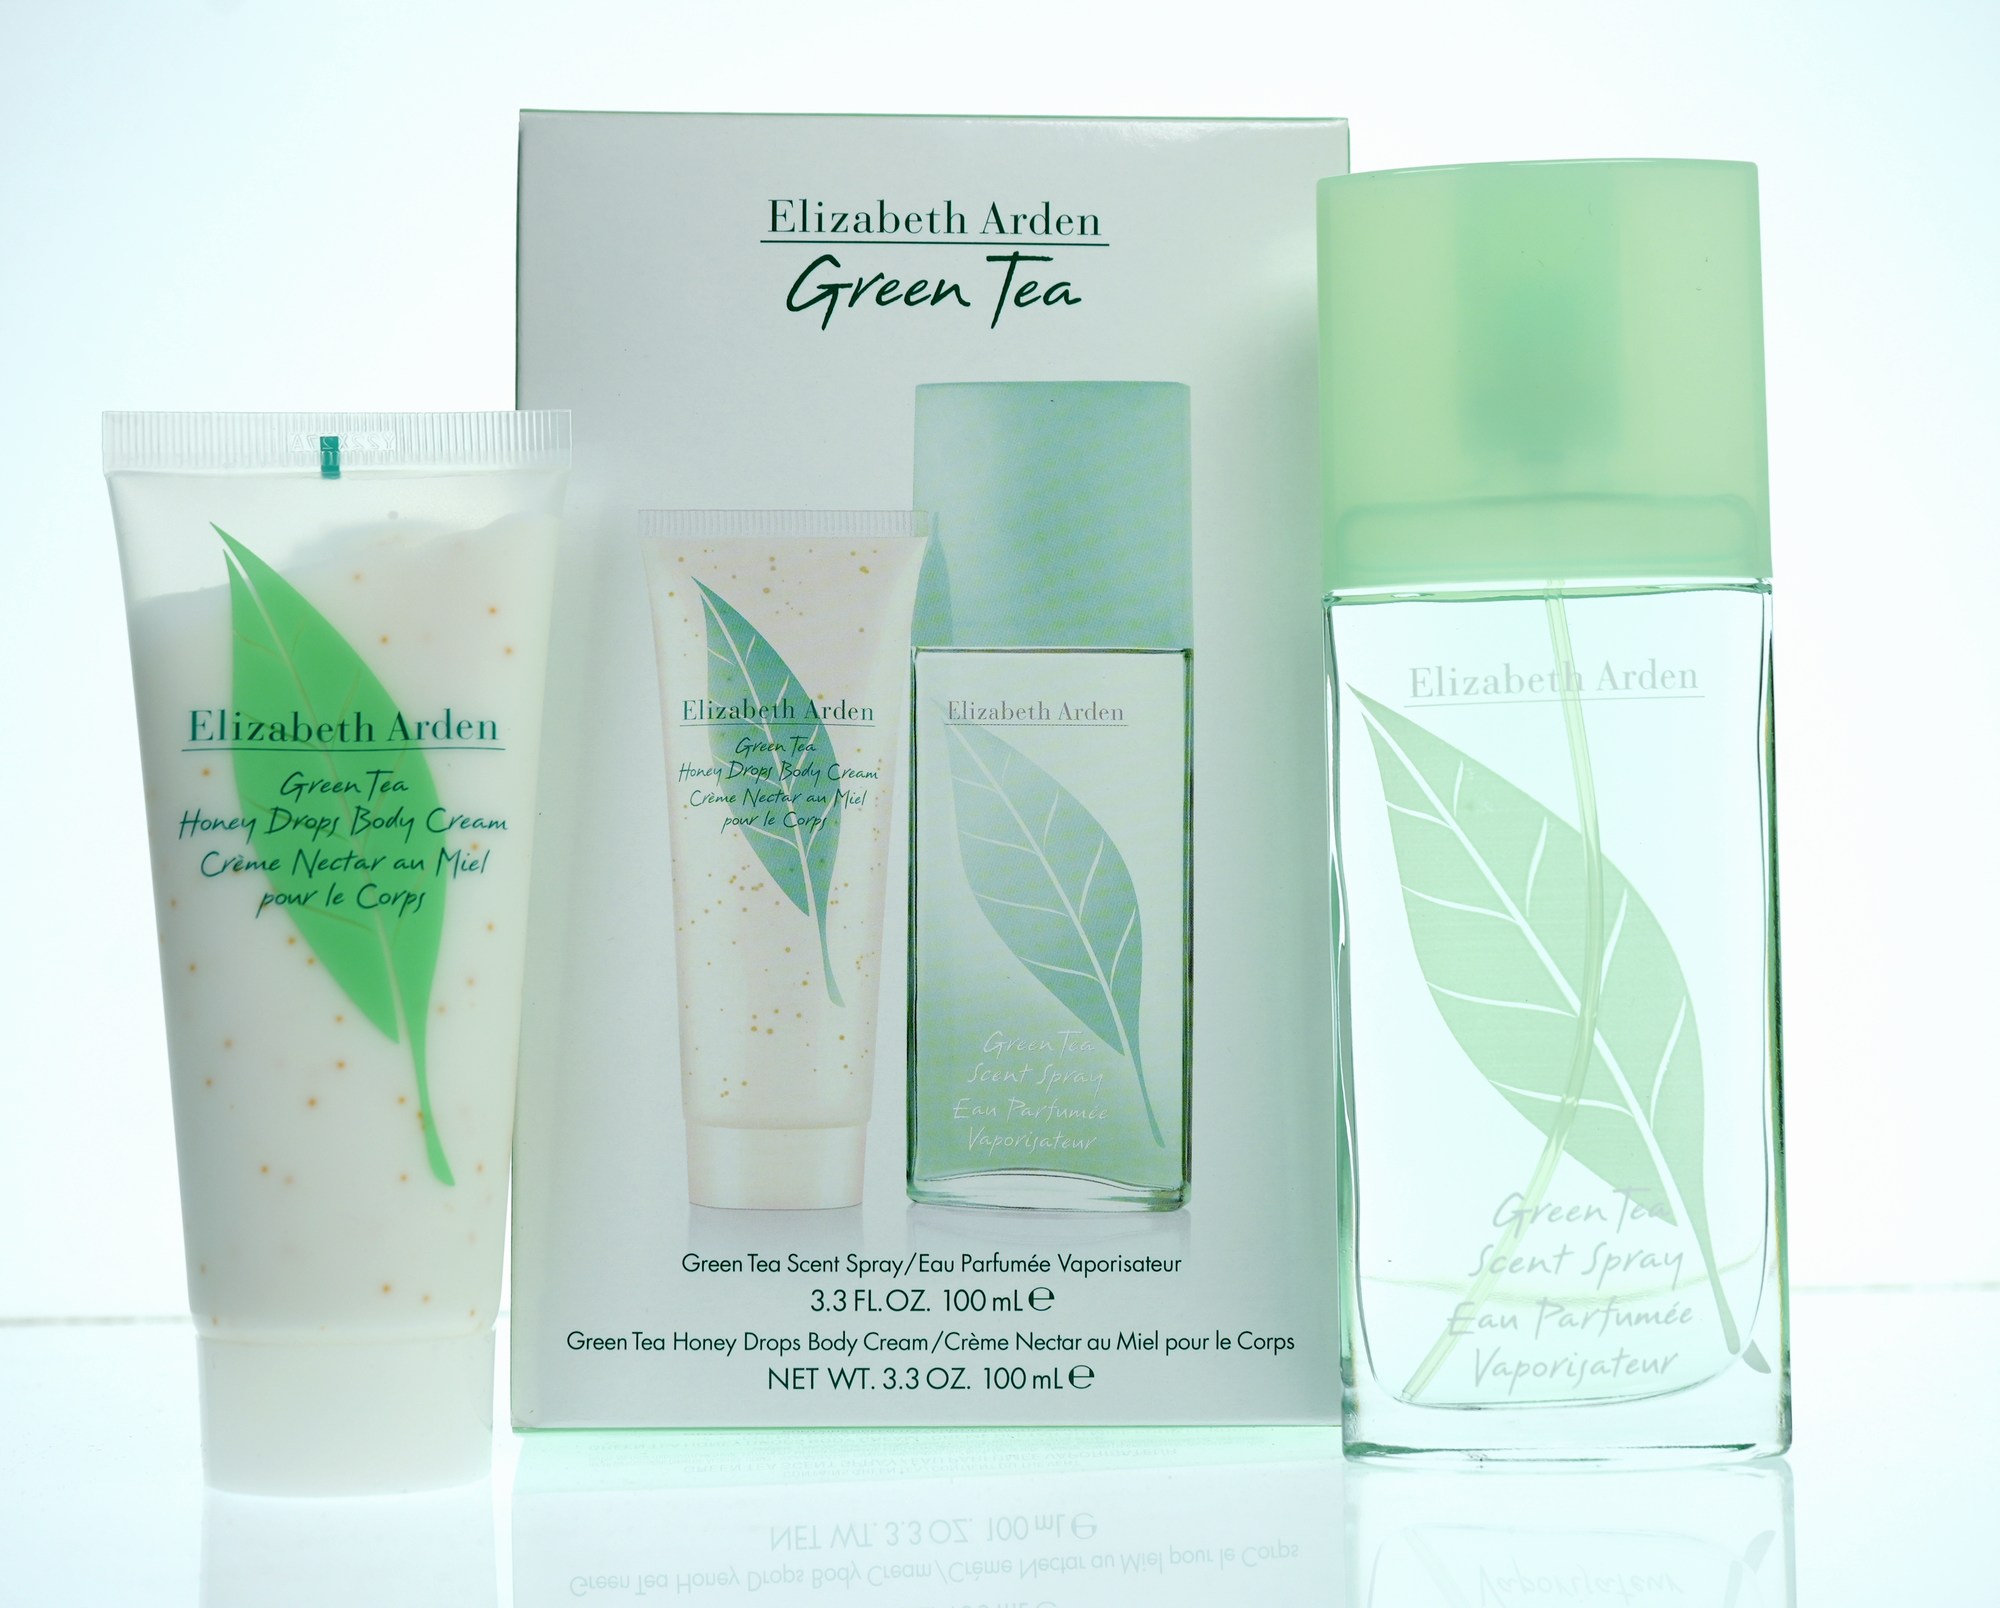 Elizabeth Arden
Green Tea
Honey Drops Body Cream
Crème Nectar au Miel
pour le Corps
Elizabeth Arden
Green Tea
Elizabeth Arden
Green Tea
Honey Drops Body Cream
Crème Nectar au Miel
pour le Corps
Elizabeth Arden
Green Tea
Scent Spray
Eau Parfumée
Vaporisateur
Green Tea Scent Spray/Eau Parfumée Vaporisateur
3.3 FL.OZ. 100 mL℮
Green Tea Honey Drops Body Cream/Crème Nectar au Miel pour le Corps
NET WT. 3.3 OZ. 100 mL℮
Elizabeth Arden
Green Tea
Scent Spray
Eau Parfumée
Vaporisateur